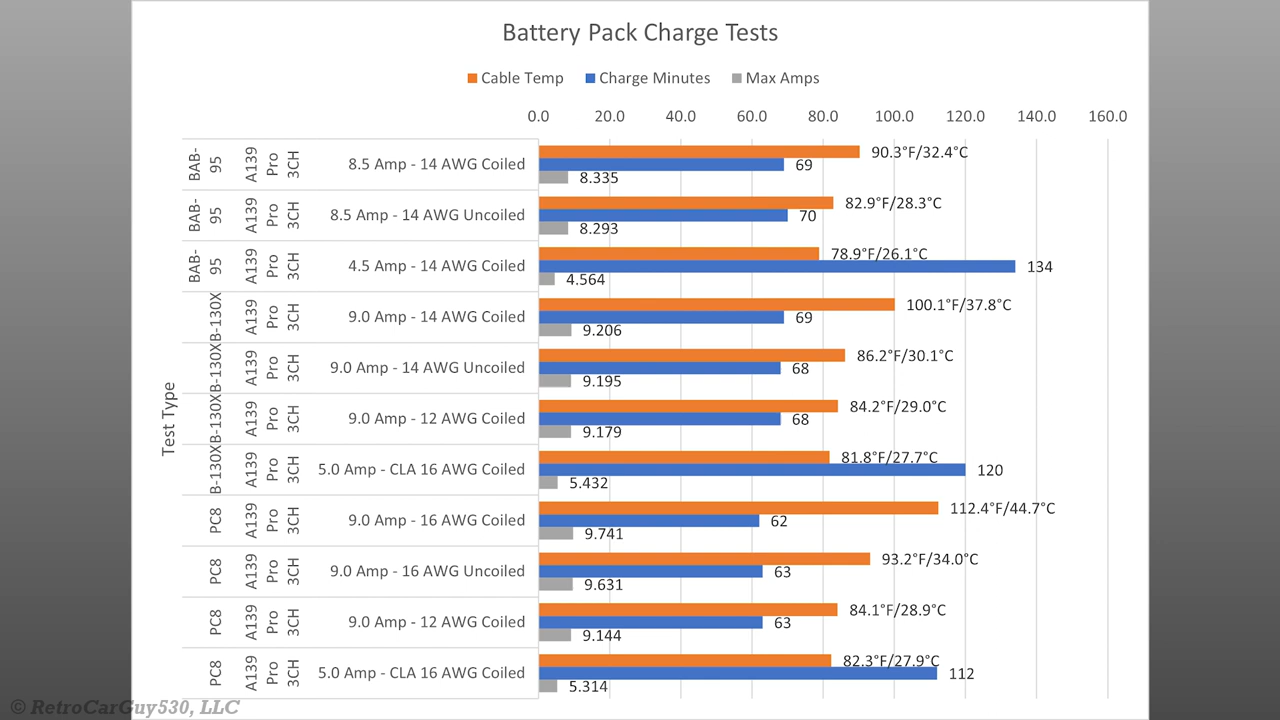 Battery Pack Charge Tests
Cable Temp Charge Minutes Max Amps
0.0 20.0 40.0 60.0 80.0 100.0 120.0 140.0 160.0
Test Type
BAB-95 A139 Pro 3CH 8.5 Amp - 14 AWG Coiled 90.3°F/32.4°C 69 8.335
BAB-95 A139 Pro 3CH 8.5 Amp - 14 AWG Uncoiled 82.9°F/28.3°C 70 8.293
BAB-95 A139 Pro 3CH 4.5 Amp - 14 AWG Coiled 78.9°F/26.1°C 134 4.564
B-130X A139 Pro 3CH 9.0 Amp - 14 AWG Coiled 100.1°F/37.8°C 69 9.206
B-130X A139 Pro 3CH 9.0 Amp - 14 AWG Uncoiled 86.2°F/30.1°C 68 9.195
B-130X A139 Pro 3CH 9.0 Amp - 12 AWG Coiled 84.2°F/29.0°C 68 9.179
B-130X A139 Pro 3CH 5.0 Amp - CLA 16 AWG Coiled 81.8°F/27.7°C 120 5.432
PC8 A139 Pro 3CH 9.0 Amp - 16 AWG Coiled 112.4°F/44.7°C 62 9.741
PC8 A139 Pro 3CH 9.0 Amp - 16 AWG Uncoiled 93.2°F/34.0°C 63 9.631
PC8 A139 Pro 3CH 9.0 Amp - 12 AWG Coiled 84.1°F/28.9°C 63 9.144
PC8 A139 Pro 3CH 5.0 Amp - CLA 16 AWG Coiled 82.3°F/27.9°C 112 5.314
© RetroCarGuy530, LLC